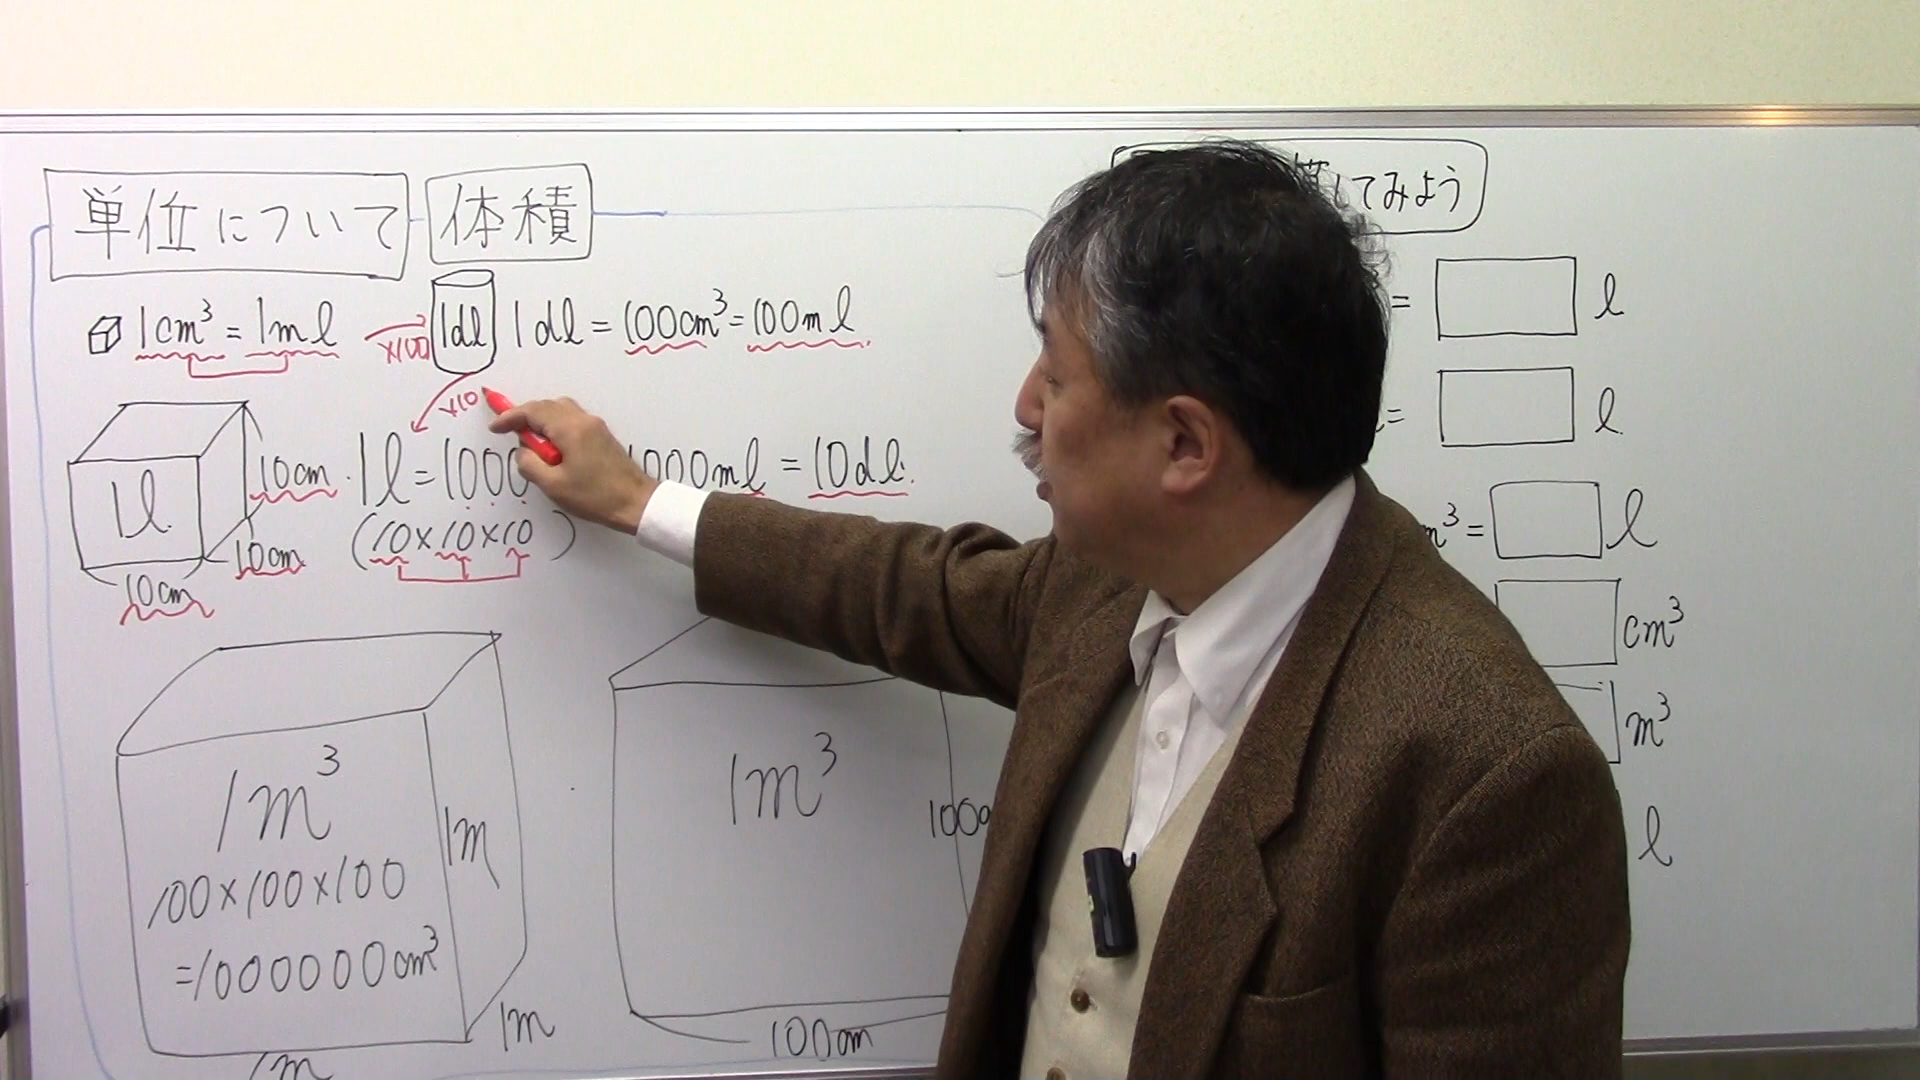 単位について 体積
1cm³ = 1ml ×100 1dl 1dl = 100cm³ = 100ml
×10
1l 10cm 10cm 10cm
1l = 1000 1000ml = 10dl.
(10×10×10 )
1m³
100×100×100
=1000000cm³
1m
1m
1m
1m³
100cm
してみよう
= l
= l
m³ = l
cm³
m³
l